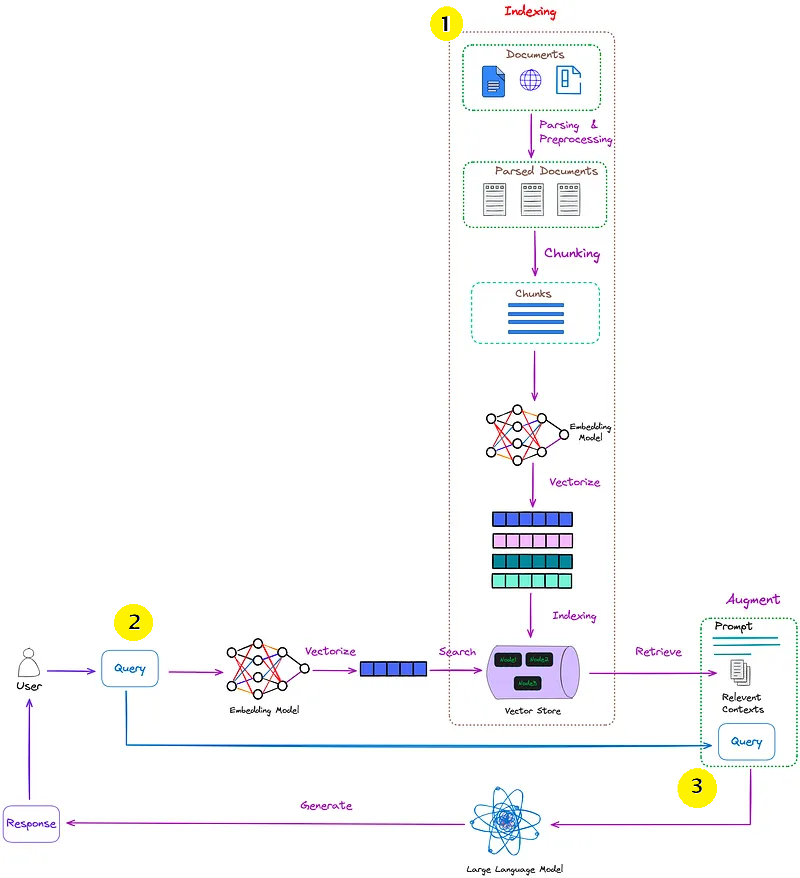 1
Indexing
Documents
Parsing &
Preprocessing
Parsed Documents
Chunking
Chunks
Embedding
Model
Vectorize
Indexing
Augment
2
Prompt
Query
Vectorize
Search
Node1 Node2
Node3
Retrieve
User
Embedding Model
Vector Store
Relevent
Contexts
Query
3
Generate
Response
Large Language Model